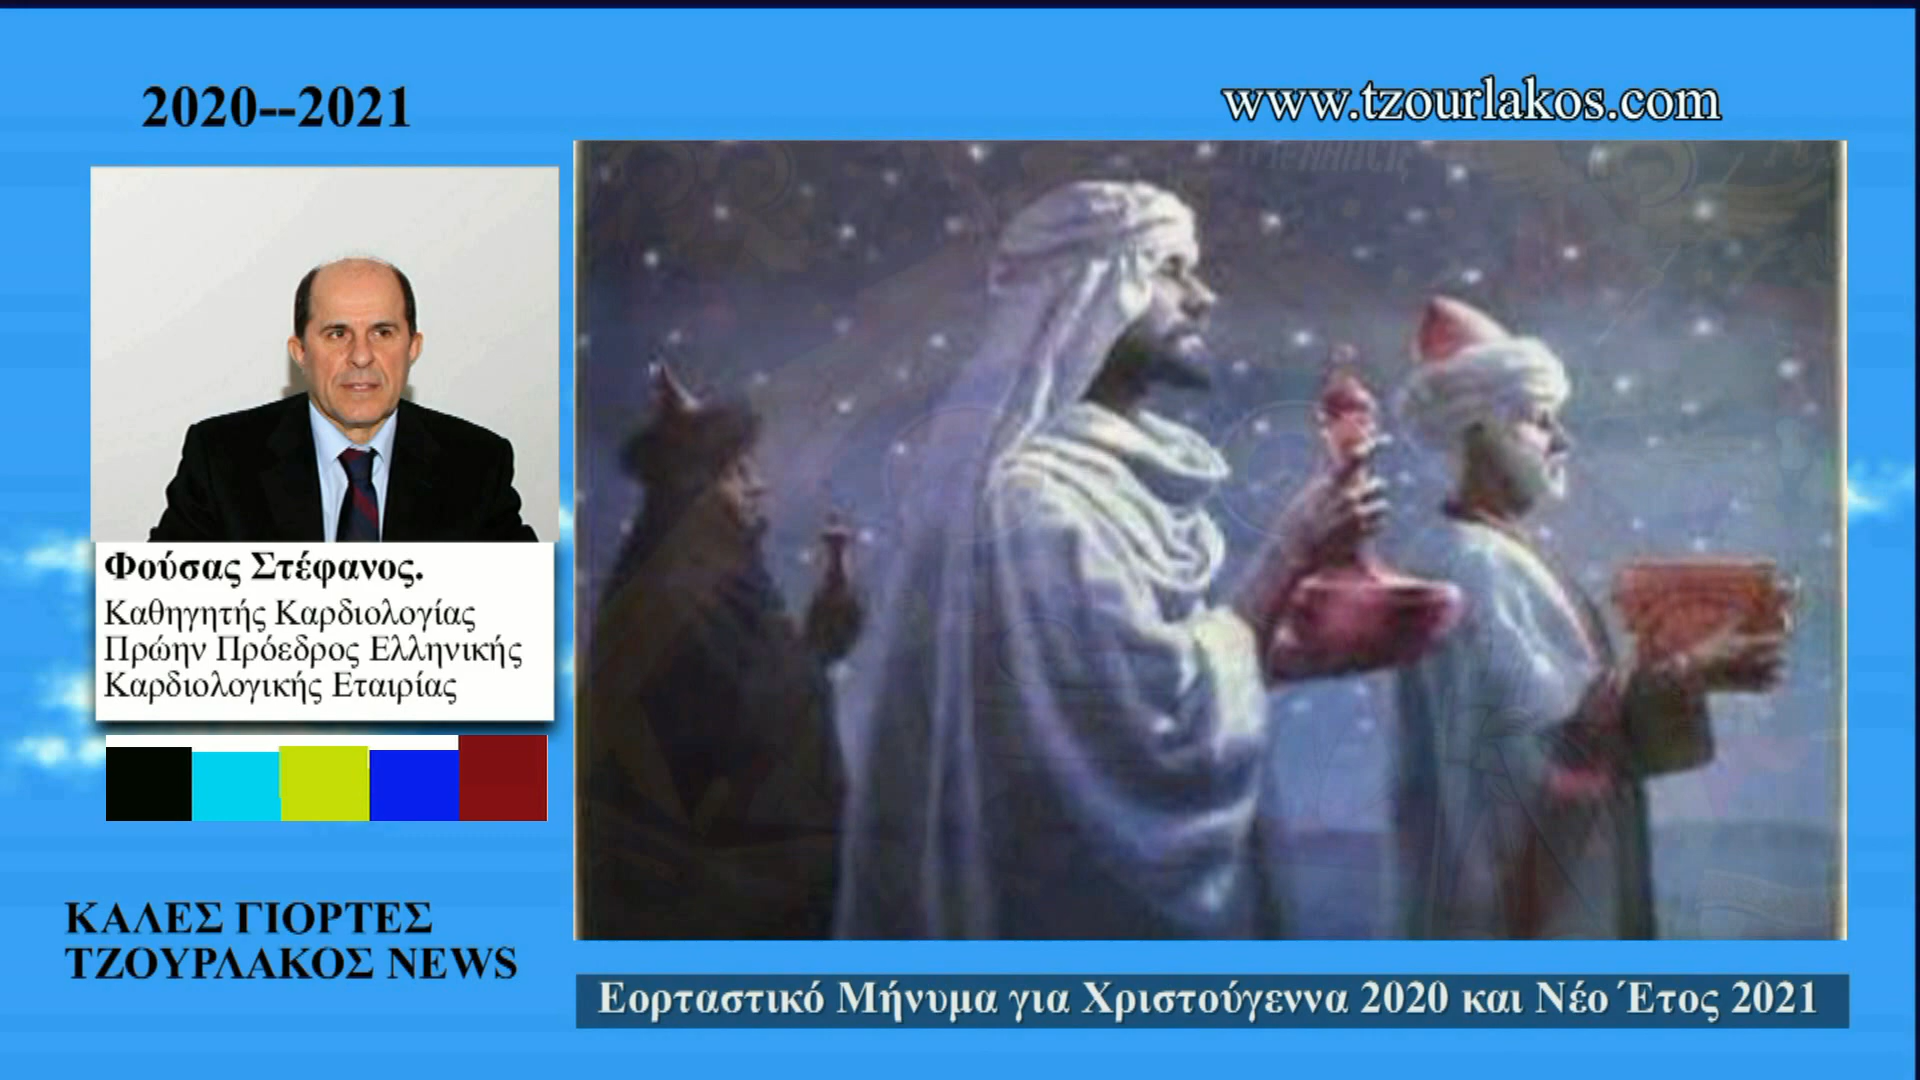 2020--2021
www.tzourlakos.com
Φούσας Στέφανος.
Καθηγητής Καρδιολογίας
Πρώην Πρόεδρος Ελληνικής
Καρδιολογικής Εταιρίας
ΚΑΛΕΣ ΓΙΟΡΤΕΣ
ΤΖΟΥΡΛΑΚΟΣ NEWS
Εορταστικό Μήνυμα για Χριστούγεννα 2020 και Νέο Έτος 2021